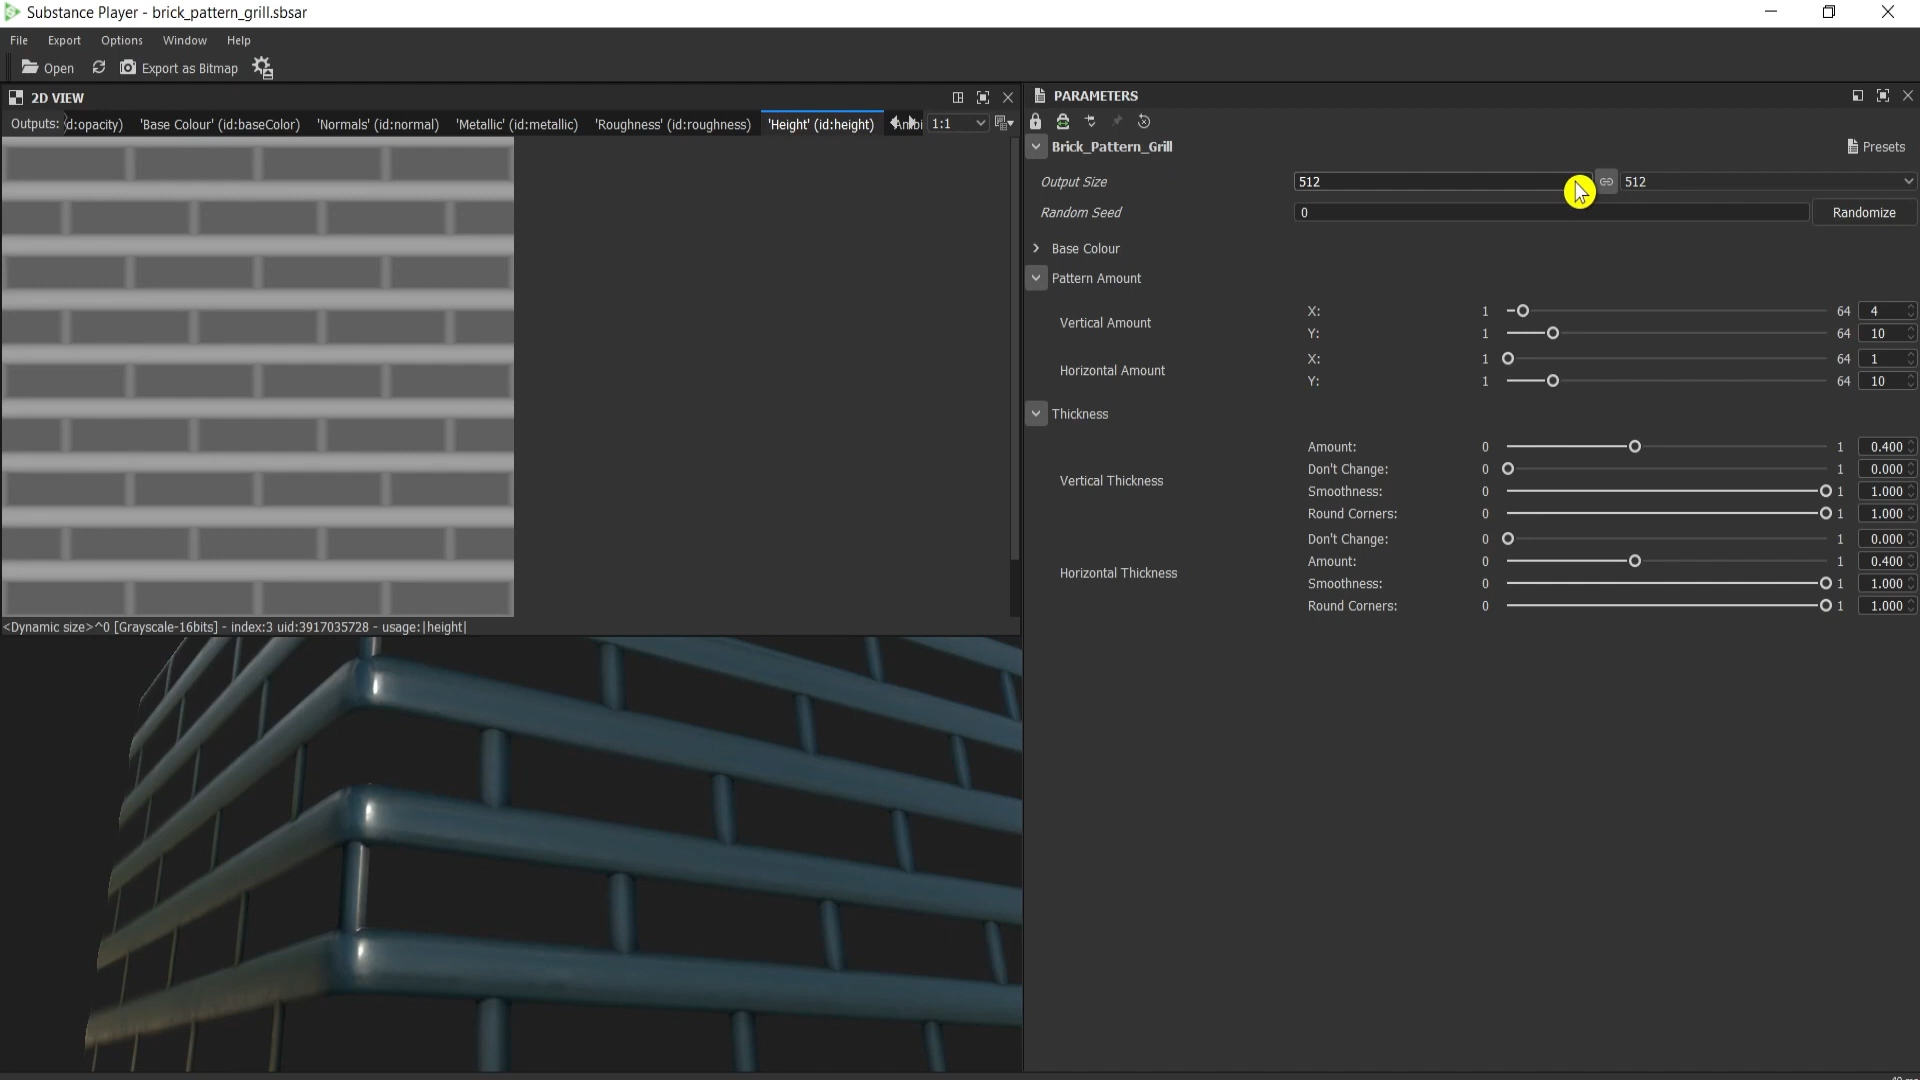 Substance Player - brick_pattern_grill.sbsar
File Export Options Window Help
Open Export as Bitmap
2D VIEW
Outputs: d:opacity) 'Base Colour' (id:baseColor) 'Normals' (id:normal) 'Metallic' (id:metallic) 'Roughness' (id:roughness) 'Height' (id:height) 1:1
<Dynamic size>^0 [Grayscale-16bits] - index:3 uid:3917035728 - usage:|height|
PARAMETERS
Brick_Pattern_Grill Presets
Output Size 512 512
Random Seed 0 Randomize
Base Colour
Pattern Amount
Vertical Amount
X: 1 64 4
Y: 1 64 10
Horizontal Amount
X: 1 64 1
Y: 1 64 10
Thickness
Vertical Thickness
Amount: 0 1 0.400
Don't Change: 0 1 0.000
Smoothness: 0 1 1.000
Round Corners: 0 1 1.000
Horizontal Thickness
Don't Change: 0 1 0.000
Amount: 0 1 0.400
Smoothness: 0 1 1.000
Round Corners: 0 1 1.000